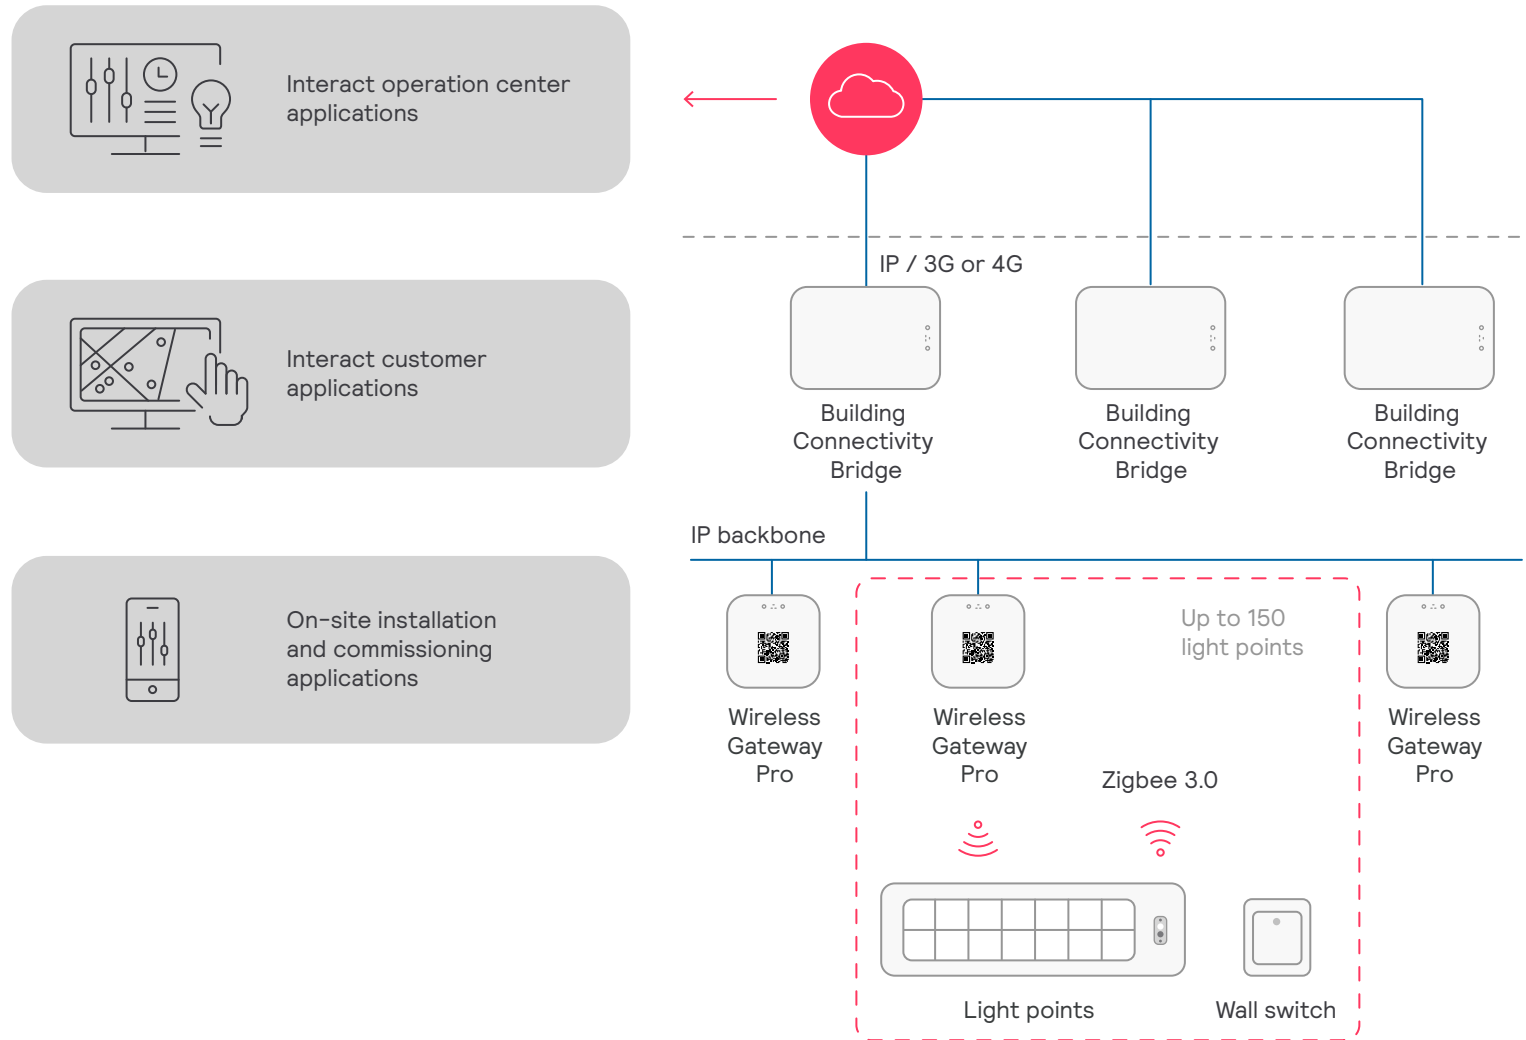 Interact operation center
applications
Interact customer
applications
On-site installation
and commissioning
applications
IP / 3G or 4G
Building
Connectivity
Bridge
Building
Connectivity
Bridge
Building
Connectivity
Bridge
IP backbone
Up to 150
light points
Wireless
Gateway
Pro
Wireless
Gateway
Pro
Wireless
Gateway
Pro
Zigbee 3.0
Light points
Wall switch